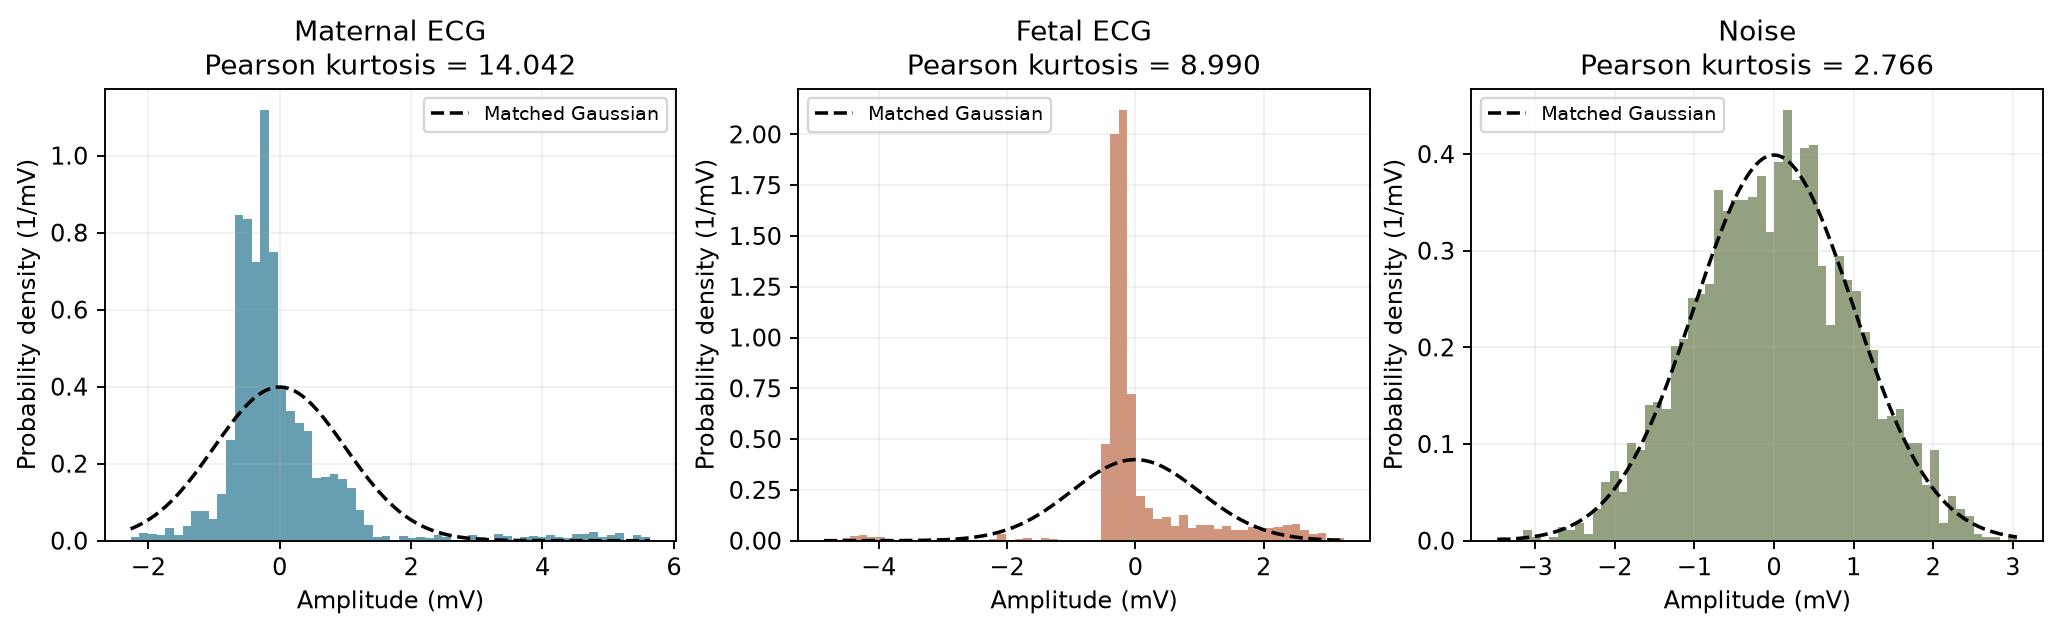 Maternal ECG
Pearson kurtosis = 14.042
Matched Gaussian
Probability density (1/mV)
1.0
0.8
0.6
0.4
0.2
0.0
−2
0
2
4
6
Amplitude (mV)
Fetal ECG
Pearson kurtosis = 8.990
Matched Gaussian
Probability density (1/mV)
2.00
1.75
1.50
1.25
1.00
0.75
0.50
0.25
0.00
−4
−2
0
2
Amplitude (mV)
Noise
Pearson kurtosis = 2.766
Matched Gaussian
Probability density (1/mV)
0.4
0.3
0.2
0.1
0.0
−3
−2
−1
0
1
2
3
Amplitude (mV)